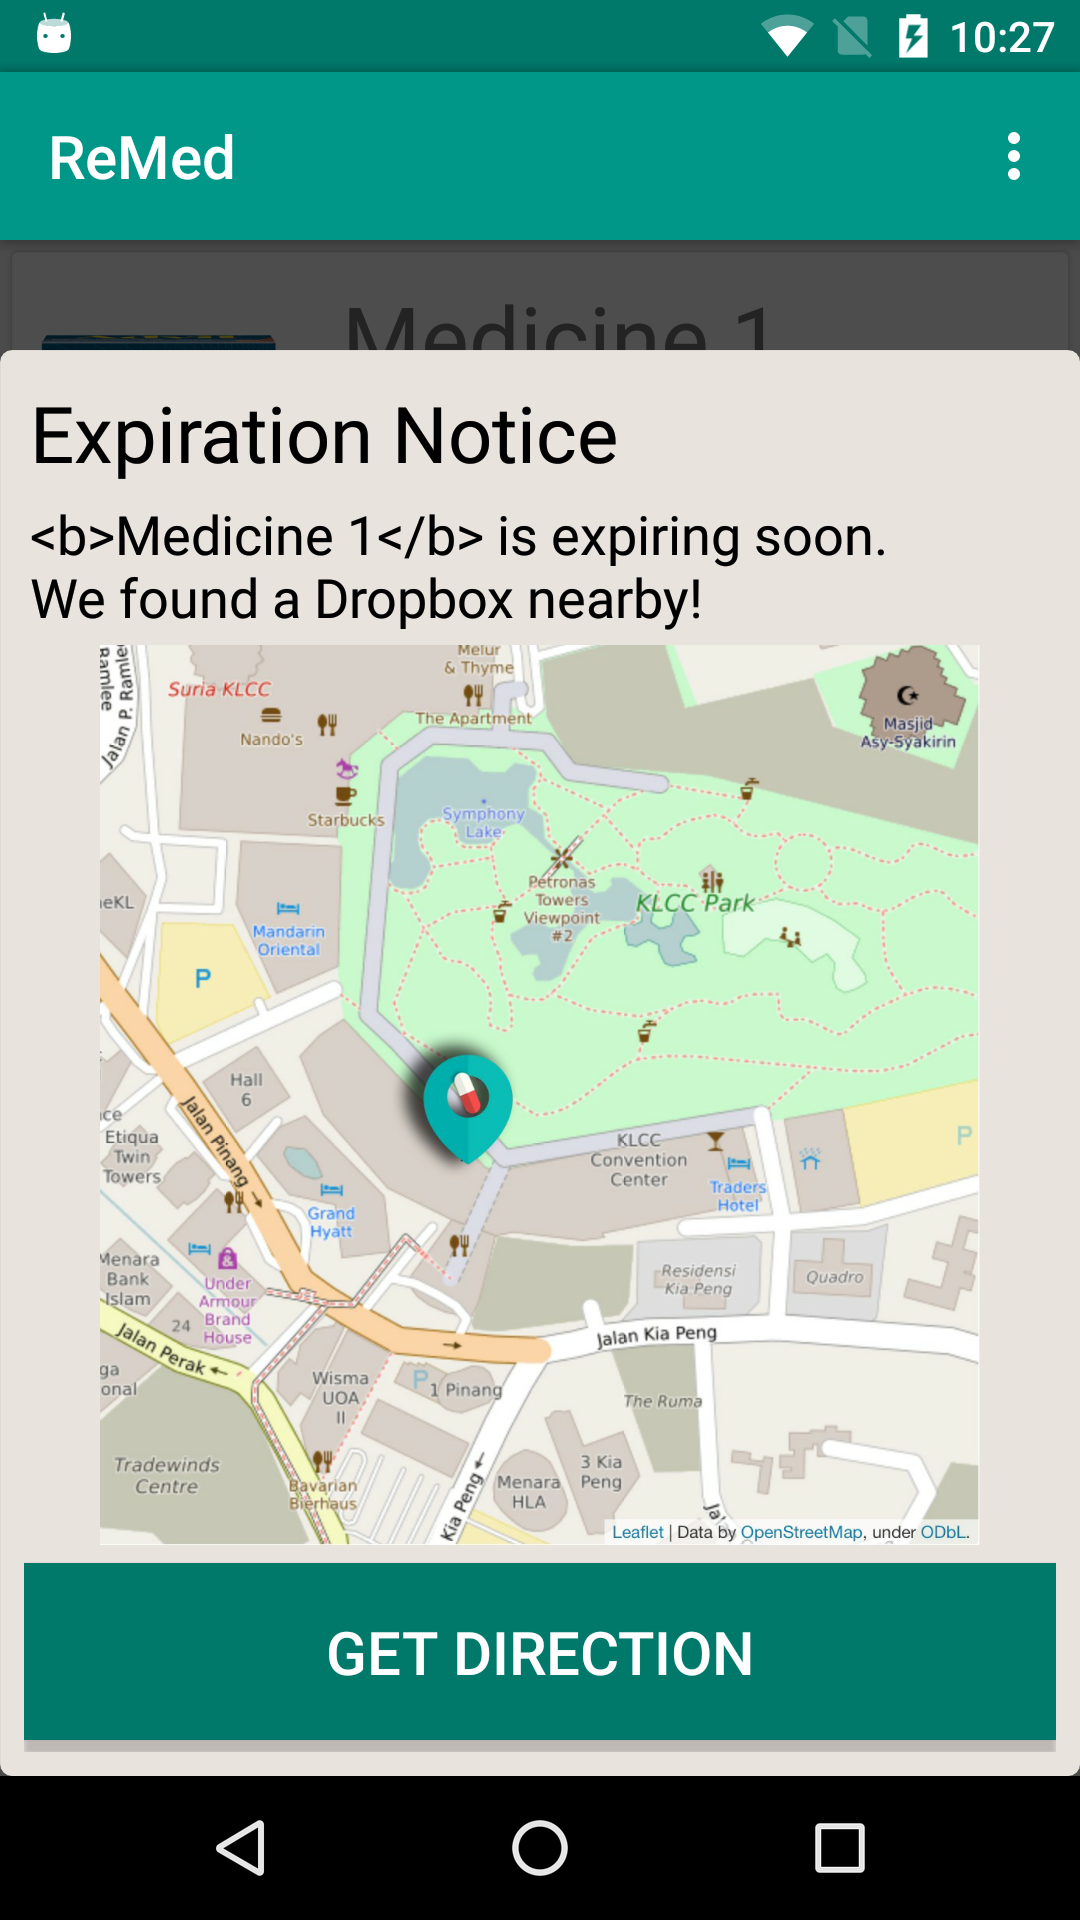 10:27
ReMed
Medicine 1
Expiration Notice
<b>Medicine 1</b> is expiring soon.
We found a Dropbox nearby!
Ramlee
Jalan P. Ramlee
Suria KLCC
Nando's
Starbucks
Melur
& Thyme
The Apartment
Masjid
Asy-Syakirin
Symphony
Lake
Petronas
Towers
Viewpoint
#2
KLCC Park
eKL
Mandarin
Oriental
P
Hall
6
Jalan Pinang
ce
Etiqua
Twin
Towers
Grand
Hyatt
KLCC
Convention
Center
Traders
Hotel
P
Menara
Bank
Islam
Under
Armour
Brand
House
24
Residensi
Kia Peng
Quadro
Jalan Perak
Jalan Kia Peng
ga
onal
Wisma
UOA
II
P
1 Pinang
The Ruma
Tradewinds
Centre
Bavarian
Bierhaus
Kia Peng
Menara
HLA
3 Kia
Peng
Jal
Leaflet | Data by OpenStreetMap, under ODbL.
GET DIRECTION